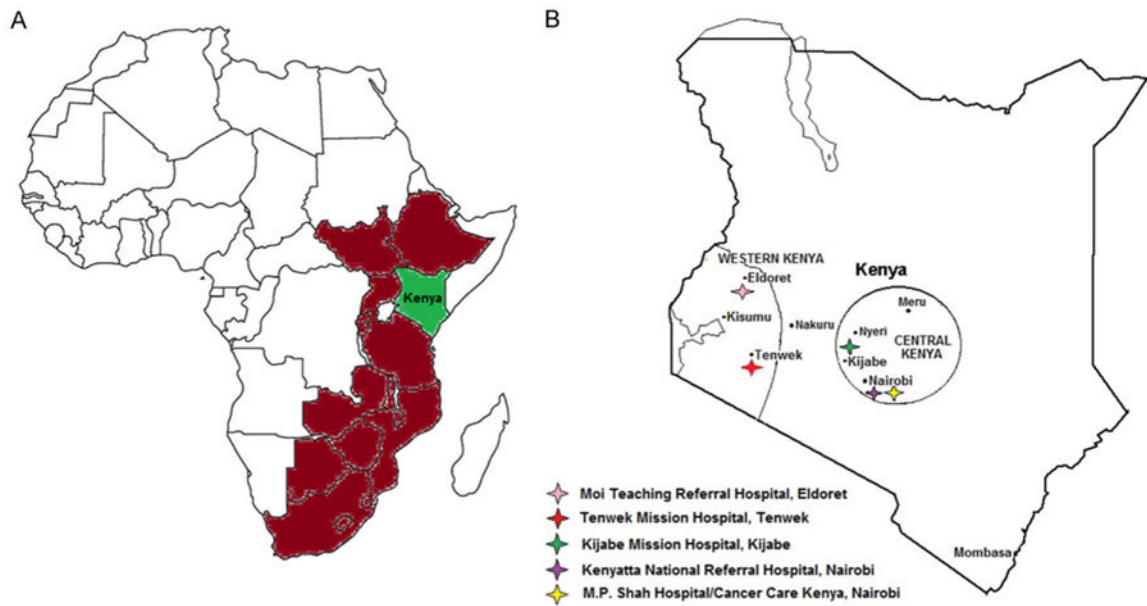 A
B
Kenya
WESTERN KENYA
Eldoret
Kisumu
Nakuru
Tenwek
Kenya
Meru
Nyeri
CENTRAL
KENYA
Kijabe
Nairobi
Moi Teaching Referral Hospital, Eldoret
Tenwek Mission Hospital, Tenwek
Kijabe Mission Hospital, Kijabe
Kenyatta National Referral Hospital, Nairobi
M.P. Shah Hospital/Cancer Care Kenya, Nairobi
Mombasa